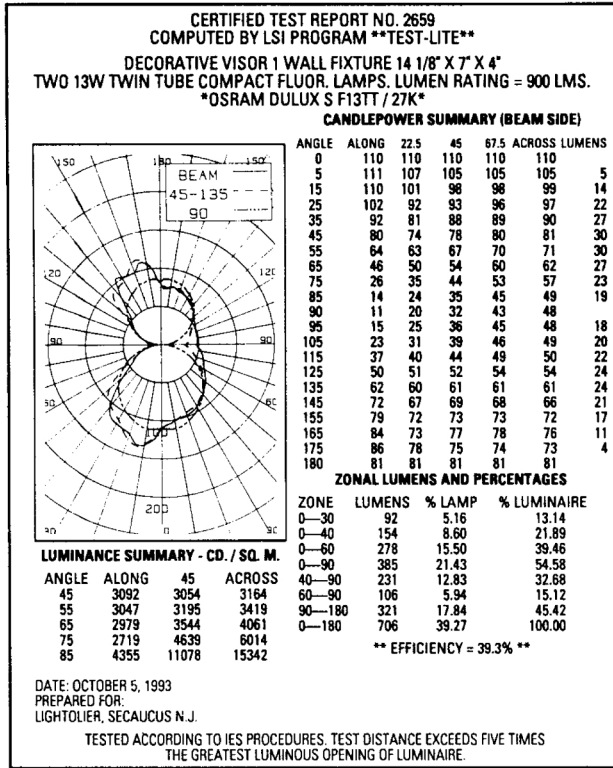 CERTIFIED TEST REPORT NO. 2659
COMPUTED BY LSI PROGRAM **TEST-LITE**
DECORATIVE VISOR 1 WALL FIXTURE 14 1/8" X 7" X 4"
TWO 13W TWIN TUBE COMPACT FLUOR. LAMPS. LUMEN RATING = 900 LMS.
*OSRAM DULUX S F13TT / 27K*
CANDLEPOWER SUMMARY (BEAM SIDE)
ANGLE ALONG 22.5 45 67.5 ACROSS LUMENS
0 110 110 110 110 110
5 111 107 105 105 105 5
15 110 101 98 98 99 14
25 102 92 93 96 97 22
35 92 81 88 89 90 27
45 80 74 78 80 81 30
55 64 63 67 70 71 30
65 46 50 54 60 62 27
75 26 35 44 53 57 23
85 14 24 35 45 49 19
90 11 20 32 43 48
95 15 25 36 45 48 18
105 23 31 39 46 49 20
115 37 40 44 49 50 22
125 50 51 52 54 54 24
135 62 60 61 61 61 24
145 72 67 69 68 66 21
155 79 72 73 73 72 17
165 84 73 77 78 76 11
175 86 78 75 74 73 4
180 81 81 81 81 81
150 180 150
BEAM
45-135
90
120 120
90 90
60 60
100
200
30 0 30
ZONAL LUMENS AND PERCENTAGES
ZONE LUMENS % LAMP % LUMINAIRE
0—30 92 5.16 13.14
0—40 154 8.60 21.89
0—60 278 15.50 39.46
0—90 385 21.43 54.58
40—90 231 12.83 32.68
60—90 106 5.94 15.12
90—180 321 17.84 45.42
0—180 706 39.27 100.00
** EFFICIENCY = 39.3% **
LUMINANCE SUMMARY - CD. / SQ. M.
ANGLE ALONG 45 ACROSS
45 3092 3054 3164
55 3047 3195 3419
65 2979 3544 4061
75 2719 4639 6014
85 4355 11078 15342
DATE: OCTOBER 5, 1993
PREPARED FOR:
LIGHTOLIER, SECAUCUS N.J.
TESTED ACCORDING TO IES PROCEDURES. TEST DISTANCE EXCEEDS FIVE TIMES
THE GREATEST LUMINOUS OPENING OF LUMINAIRE.